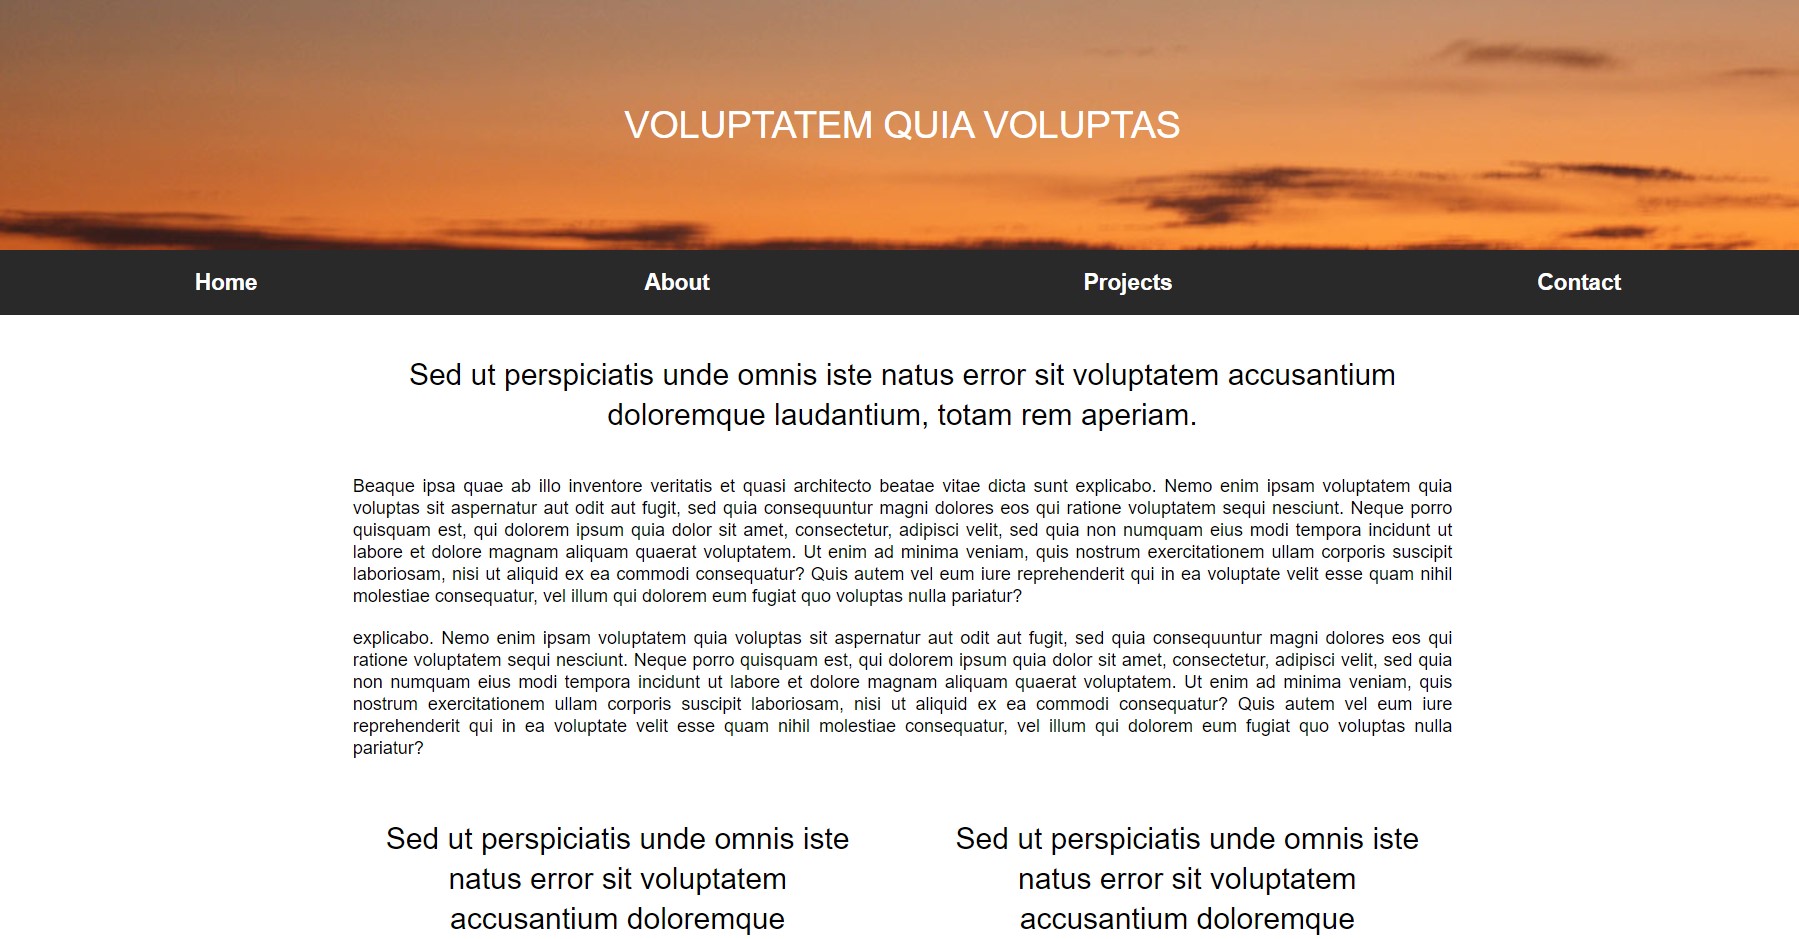 VOLUPTATEM QUIA VOLUPTAS
Home About Projects Contact
Sed ut perspiciatis unde omnis iste natus error sit voluptatem accusantium
doloremque laudantium, totam rem aperiam.
Beaque ipsa quae ab illo inventore veritatis et quasi architecto beatae vitae dicta sunt explicabo. Nemo enim ipsam voluptatem quia
voluptas sit aspernatur aut odit aut fugit, sed quia consequuntur magni dolores eos qui ratione voluptatem sequi nesciunt. Neque porro
quisquam est, qui dolorem ipsum quia dolor sit amet, consectetur, adipisci velit, sed quia non numquam eius modi tempora incidunt ut
labore et dolore magnam aliquam quaerat voluptatem. Ut enim ad minima veniam, quis nostrum exercitationem ullam corporis suscipit
laboriosam, nisi ut aliquid ex ea commodi consequatur? Quis autem vel eum iure reprehenderit qui in ea voluptate velit esse quam nihil
molestiae consequatur, vel illum qui dolorem eum fugiat quo voluptas nulla pariatur?
explicabo. Nemo enim ipsam voluptatem quia voluptas sit aspernatur aut odit aut fugit, sed quia consequuntur magni dolores eos qui
ratione voluptatem sequi nesciunt. Neque porro quisquam est, qui dolorem ipsum quia dolor sit amet, consectetur, adipisci velit, sed quia
non numquam eius modi tempora incidunt ut labore et dolore magnam aliquam quaerat voluptatem. Ut enim ad minima veniam, quis
nostrum exercitationem ullam corporis suscipit laboriosam, nisi ut aliquid ex ea commodi consequatur? Quis autem vel eum iure
reprehenderit qui in ea voluptate velit esse quam nihil molestiae consequatur, vel illum qui dolorem eum fugiat quo voluptas nulla
pariatur?
Sed ut perspiciatis unde omnis iste
natus error sit voluptatem
accusantium doloremque
Sed ut perspiciatis unde omnis iste
natus error sit voluptatem
accusantium doloremque